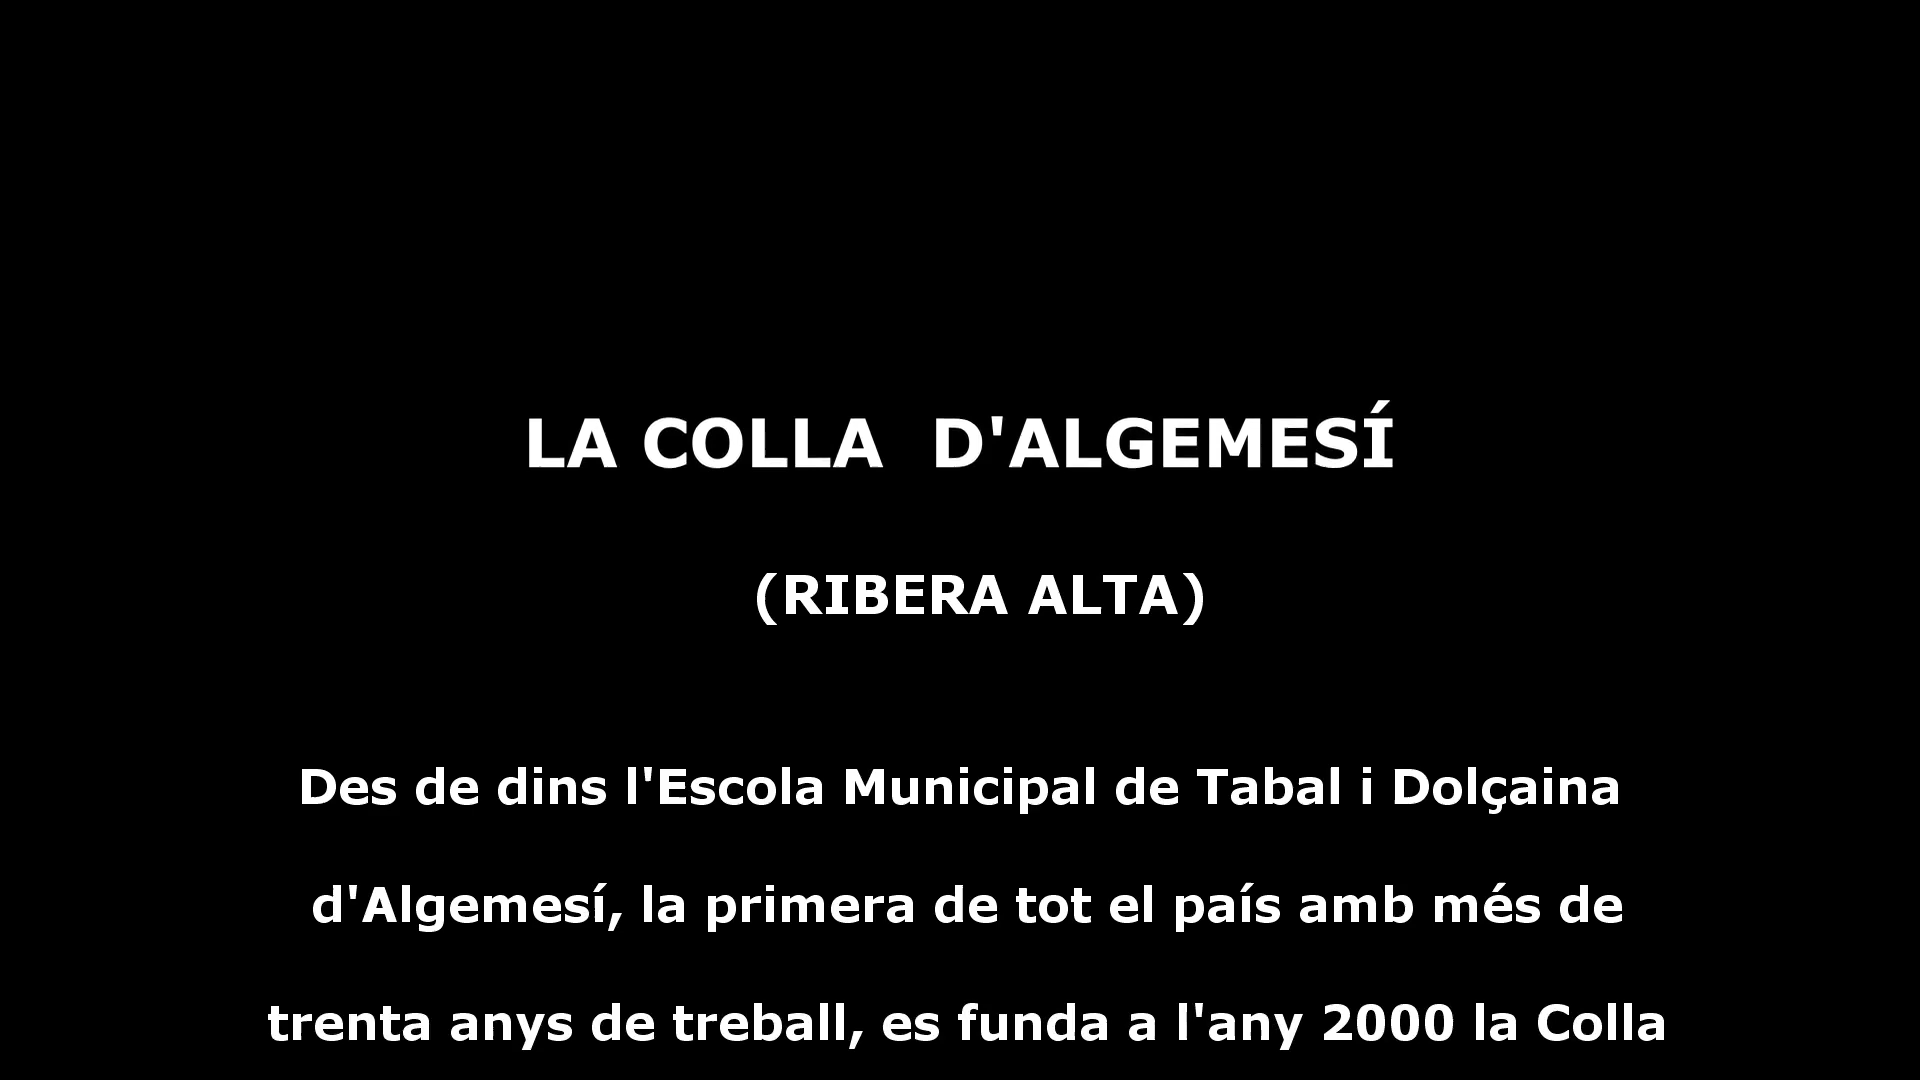 LA COLLA  D'ALGEMESÍ
(RIBERA ALTA)
Des de dins l'Escola Municipal de Tabal i Dolçaina
d'Algemesí, la primera de tot el país amb més de
trenta anys de treball, es funda a l'any 2000 la Colla